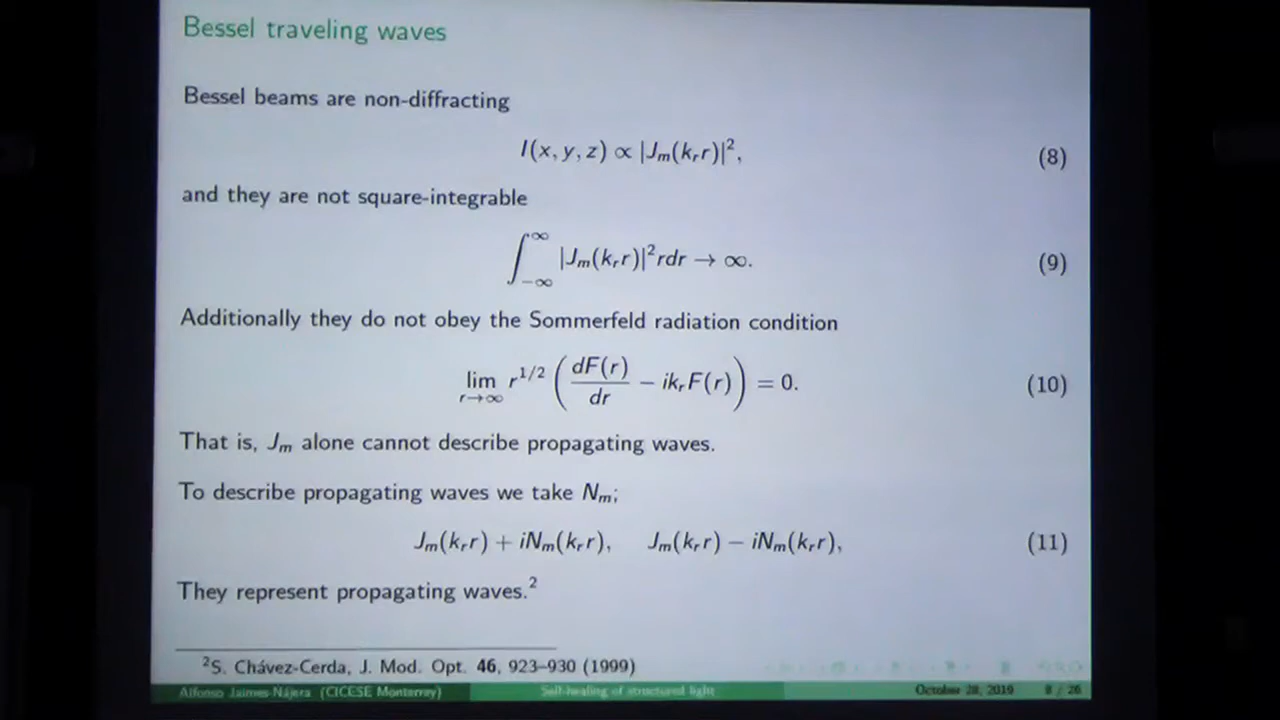 Bessel traveling waves
Bessel beams are non-diffracting
I(x, y, z) ∝ |J_m(k_r r)|², (8)
and they are not square-integrable
∫_{-∞}^{∞} |J_m(k_r r)|² rdr → ∞. (9)
Additionally they do not obey the Sommerfeld radiation condition
lim_{r→∞} r^{1/2} ( dF(r)/dr − ik_r F(r) ) = 0. (10)
That is, J_m alone cannot describe propagating waves.
To describe propagating waves we take N_m;
J_m(k_r r) + iN_m(k_r r), J_m(k_r r) − iN_m(k_r r), (11)
They represent propagating waves.²
²S. Chávez-Cerda, J. Mod. Opt. 46, 923–930 (1999)
Alfonso Jaimes Nájera (CICESE Monterrey) Self-healing of structured light October 28, 2019 8 / 26